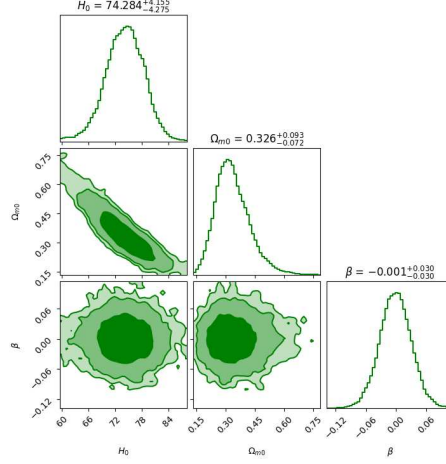 H₀ = 74.284^{+4.155}_{-4.275}
0.75
0.60
0.45
0.30
0.15
Ω_{m0}
Ω_{m0} = 0.326^{+0.093}_{-0.072}
0.06
0.00
-0.06
-0.12
β
β = -0.001^{+0.030}_{-0.030}
60 66 72 78 84
0.15 0.30 0.45 0.60 0.75
-0.12 -0.06 0.00 0.06
H₀ Ω_{m0} β